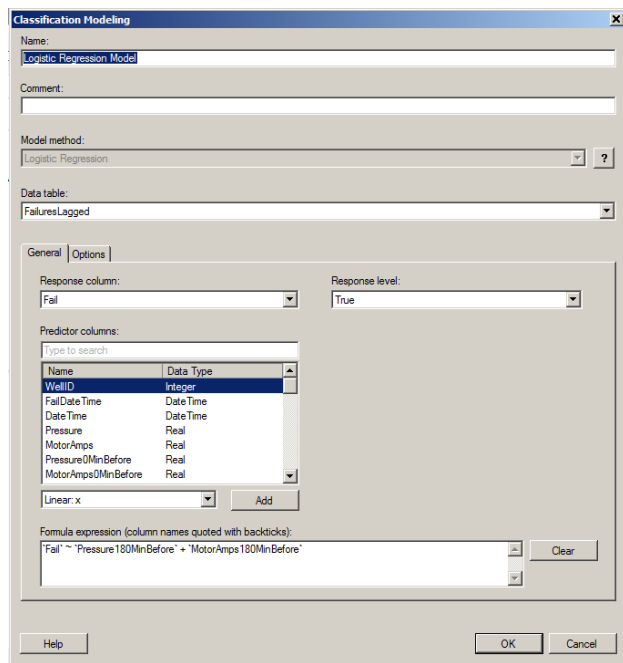 Classification Modeling
Name:
Logistic Regression Model
Comment:
Model method:
Logistic Regression
?
Data table:
FailuresLagged
General Options
Response column: Response level:
Fail True
Predictor columns:
Type to search
Name Data Type
WellID Integer
FailDateTime DateTime
DateTime DateTime
Pressure Real
MotorAmps Real
Pressure0MinBefore Real
MotorAmps0MinBefore Real
Linear: x Add
Formula expression (column names quoted with backticks):
`Fail` ~ `Pressure180MinBefore` + `MotorAmps180MinBefore`
Clear
Help OK Cancel